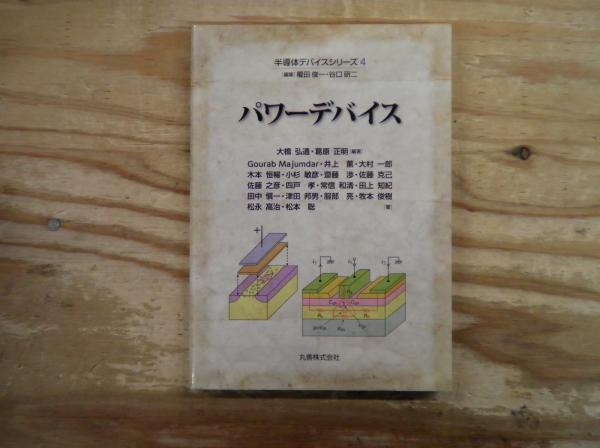 半導体デバイスシリーズ4
[編集] 權田 俊一・谷口 研二
パワーデバイス
大橋 弘通・葛原 正明 [編著]
Gourab Majumdar・井上 薫・大村 一郎
木本 恒暢・小杉 敏彦・齋藤 渉・佐藤 克己
佐藤 之彦・四戸 孝・常信 和清・田上 知紀
田中 愼一・津田 邦男・服部 亮・牧本 俊樹
松永 高治・松本 聡 [著]
丸善株式会社